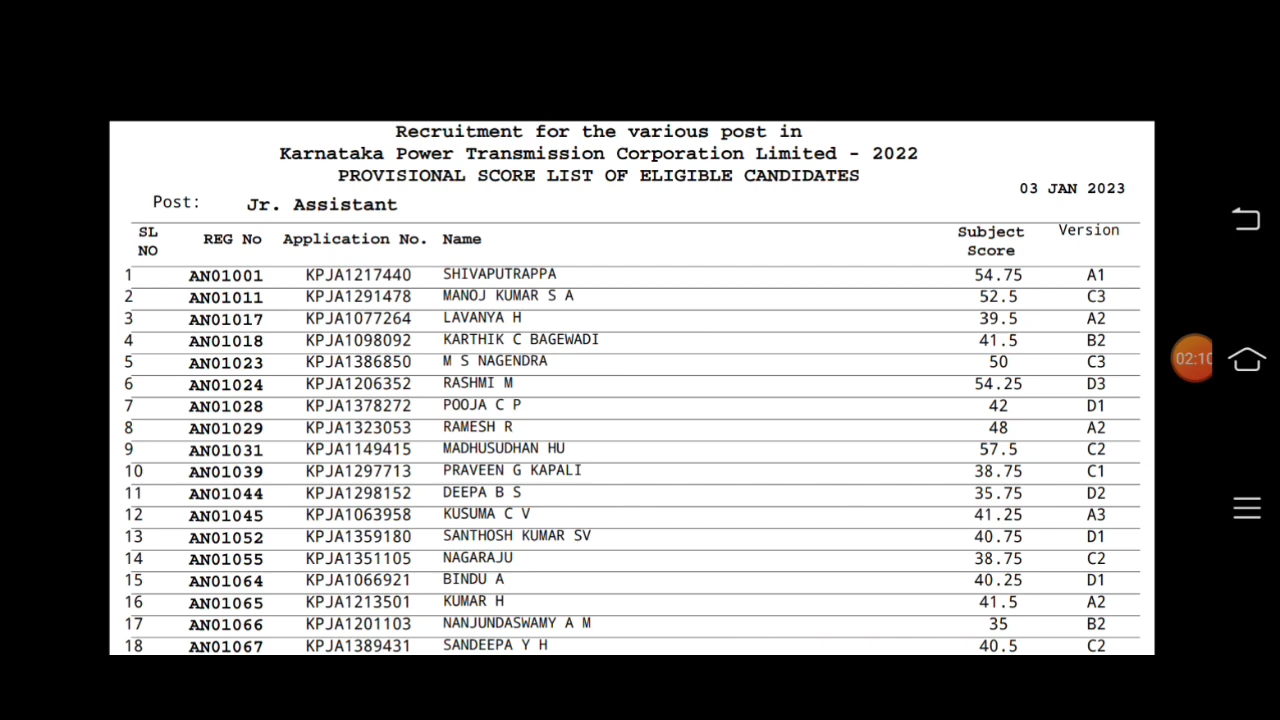 Recruitment for the various post in
Karnataka Power Transmission Corporation Limited - 2022
PROVISIONAL SCORE LIST OF ELIGIBLE CANDIDATES
03 JAN 2023
Post: Jr. Assistant
SL NO REG No Application No. Name Subject Score Version
1 AN01001 KPJA1217440 SHIVAPUTRAPPA 54.75 A1
2 AN01011 KPJA1291478 MANOJ KUMAR S A 52.5 C3
3 AN01017 KPJA1077264 LAVANYA H 39.5 A2
4 AN01018 KPJA1098092 KARTHIK C BAGEWADI 41.5 B2
5 AN01023 KPJA1386850 M S NAGENDRA 50 C3
6 AN01024 KPJA1206352 RASHMI M 54.25 D3
7 AN01028 KPJA1378272 POOJA C P 42 D1
8 AN01029 KPJA1323053 RAMESH R 48 A2
9 AN01031 KPJA1149415 MADHUSUDHAN HU 57.5 C2
10 AN01039 KPJA1297713 PRAVEEN G KAPALI 38.75 C1
11 AN01044 KPJA1298152 DEEPA B S 35.75 D2
12 AN01045 KPJA1063958 KUSUMA C V 41.25 A3
13 AN01052 KPJA1359180 SANTHOSH KUMAR SV 40.75 D1
14 AN01055 KPJA1351105 NAGARAJU 38.75 C2
15 AN01064 KPJA1066921 BINDU A 40.25 D1
16 AN01065 KPJA1213501 KUMAR H 41.5 A2
17 AN01066 KPJA1201103 NANJUNDASWAMY A M 35 B2
18 AN01067 KPJA1389431 SANDEEPA Y H 40.5 C2
02:10